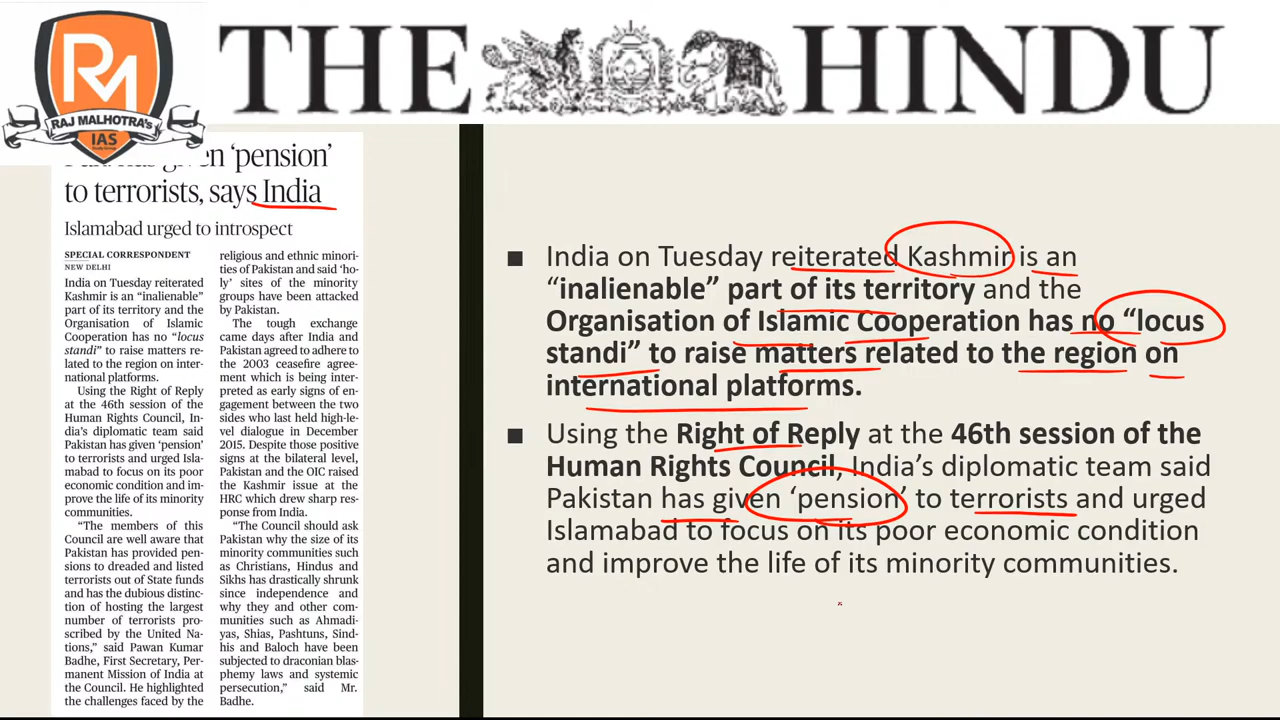 RM
RAJ MALHOTRA'S
IAS
THE HINDU
'pension'
to terrorists, says India
Islamabad urged to introspect
SPECIAL CORRESPONDENT
NEW DELHI
India on Tuesday reiterated
Kashmir is an “inalienable”
part of its territory and the
Organisation of Islamic
Cooperation has no “locus
standi” to raise matters re-
lated to the region on inter-
national platforms.
Using the Right of Reply
at the 46th session of the
Human Rights Council, In-
dia’s diplomatic team said
Pakistan has given ‘pension’
to terrorists and urged Isla-
mabad to focus on its poor
economic condition and im-
prove the life of its minority
communities.
“The members of this
Council are well aware that
Pakistan has provided pen-
sions to dreaded and listed
terrorists out of State funds
and has the dubious distinc-
tion of hosting the largest
number of terrorists pro-
scribed by the United Na-
tions,” said Pawan Kumar
Badhe, First Secretary, Per-
manent Mission of India at
the Council. He highlighted
the challenges faced by the
religious and ethnic minori-
ties of Pakistan and said ‘ho-
ly’ sites of the minority
groups have been attacked
by Pakistan.
The tough exchange
came days after India and
Pakistan agreed to adhere to
the 2003 ceasefire agree-
ment which is being inter-
preted as early signs of en-
gagement between the two
sides who last held high-le-
vel dialogue in December
2015. Despite those positive
signs at the bilateral level,
Pakistan and the OIC raised
the Kashmir issue at the
HRC which drew sharp res-
ponse from India.
“The Council should ask
Pakistan why the size of its
minority communities such
as Christians, Hindus and
Sikhs has drastically shrunk
since independence and
why they and other com-
munities such as Ahmadi-
yas, Shias, Pashtuns, Sind-
his and Baloch have been
subjected to draconian blas-
phemy laws and systemic
persecution,” said Mr.
Badhe.
■ India on Tuesday reiterated Kashmir is an
“inalienable” part of its territory and the
Organisation of Islamic Cooperation has no “locus
standi” to raise matters related to the region on
international platforms.
■ Using the Right of Reply at the 46th session of the
Human Rights Council, India’s diplomatic team said
Pakistan has given ‘pension’ to terrorists and urged
Islamabad to focus on its poor economic condition
and improve the life of its minority communities.